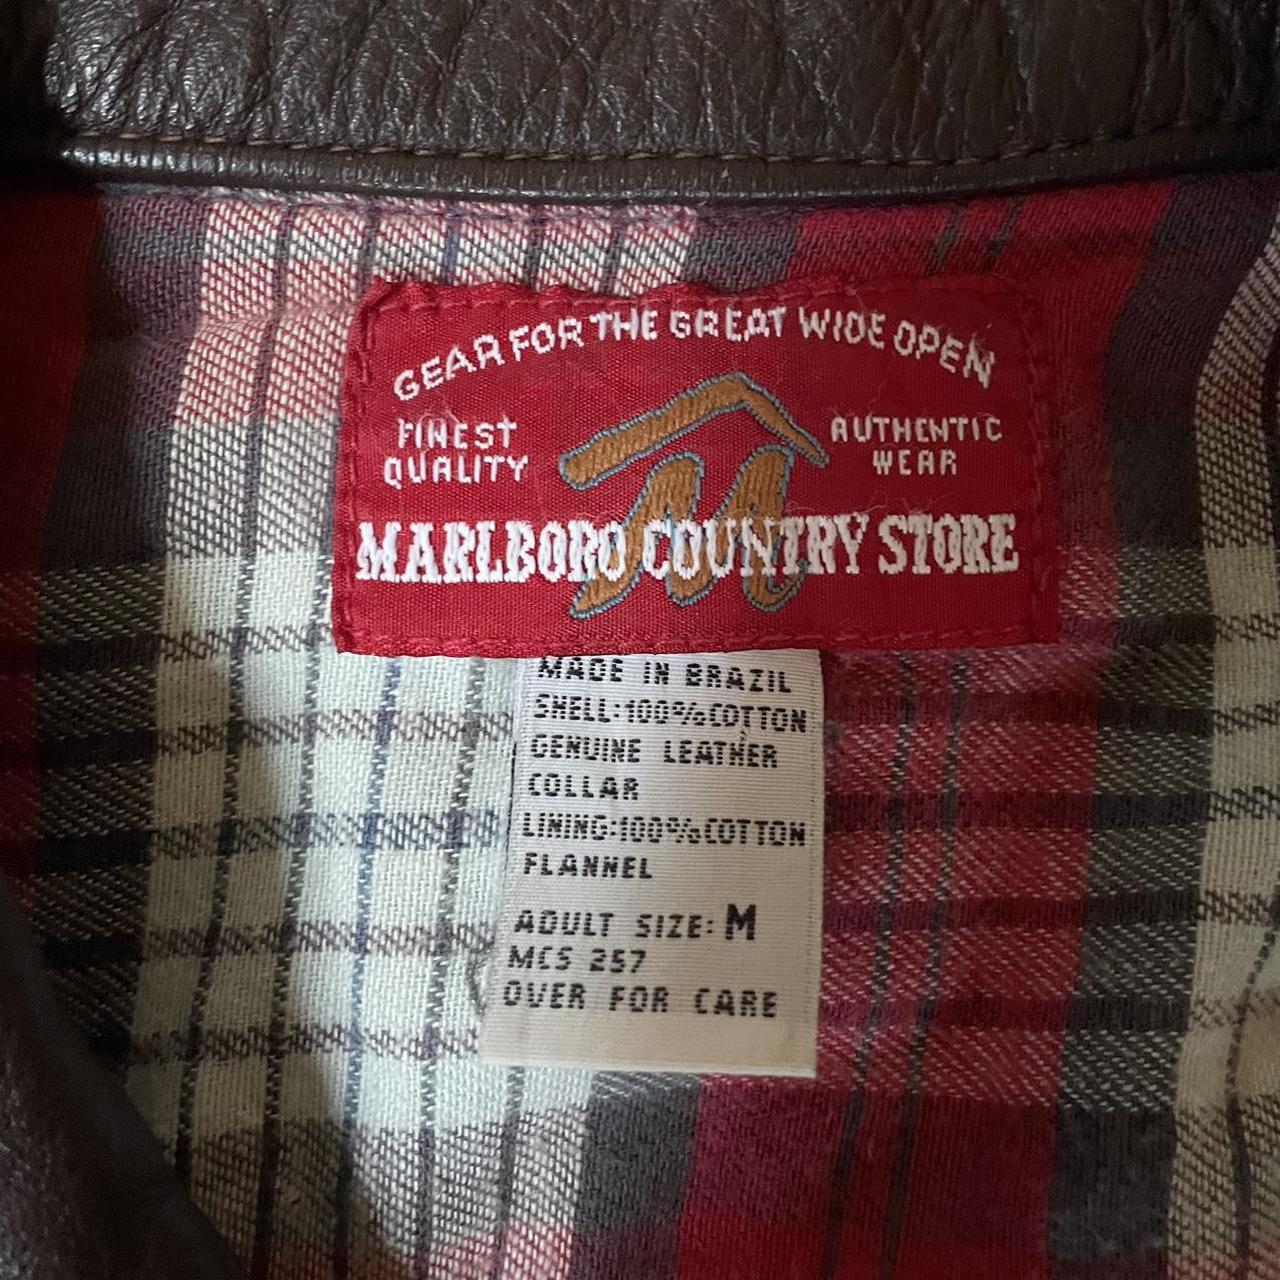 GEAR FOR THE GREAT WIDE OPEN
FINEST QUALITY
AUTHENTIC WEAR
M
MARLBORO COUNTRY STORE
MADE IN BRAZIL
SHELL:100%COTTON
GENUINE LEATHER
COLLAR
LINING:100%COTTON
FLANNEL
ADULT SIZE: M
MCS 257
OVER FOR CARE